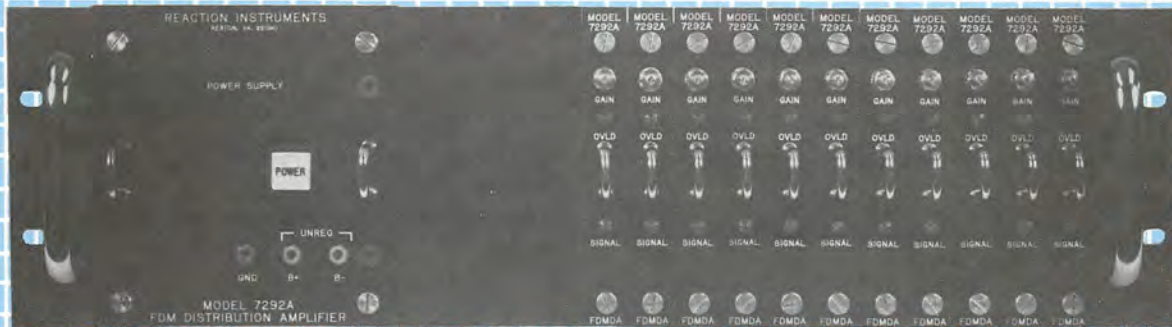 REACTION INSTRUMENTS
POWER SUPPLY
POWER
UNREG
GND B+ B-
MODEL 7292A
FDM DISTRIBUTION AMPLIFIER
MODEL MODEL MODEL MODEL MODEL MODEL MODEL MODEL MODEL MODEL MODEL
7292A 7292A 7292A 7292A 7292A 7292A 7292A 7292A 7292A 7292A 7292A
GAIN GAIN GAIN GAIN GAIN GAIN GAIN GAIN GAIN GAIN GAIN
OVLD OVLD OVLD OVLD OVLD OVLD OVLD OVLD OVLD OVLD OVLD
SIGNAL SIGNAL SIGNAL SIGNAL SIGNAL SIGNAL SIGNAL SIGNAL SIGNAL SIGNAL SIGNAL
FDMDA FDMDA FDMDA FDMDA FDMDA FDMDA FDMDA FDMDA FDMDA FDMDA FDMDA